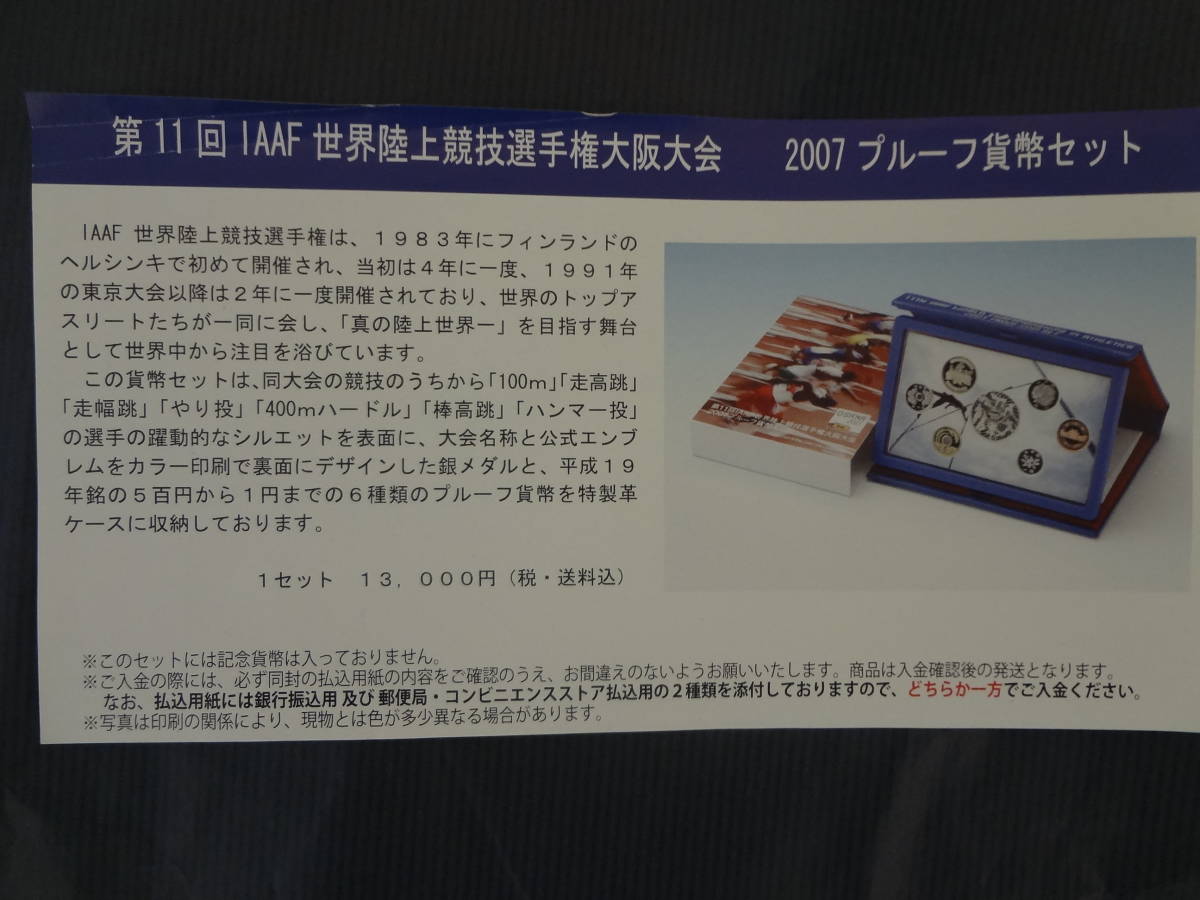 第11回 IAAF 世界陸上競技選手権大阪大会　2007 プルーフ貨幣セット
IAAF 世界陸上競技選手権は、１９８３年にフィンランドの
ヘルシンキで初めて開催され、当初は４年に一度、１９９１年
の東京大会以降は２年に一度開催されており、世界のトップア
スリートたちが一同に会し、「真の陸上世界一」を目指す舞台
として世界中から注目を浴びています。
この貨幣セットは、同大会の競技のうちから「100m」「走高跳」
「走幅跳」「やり投」「400mハードル」「棒高跳」「ハンマー投」
の選手の躍動的なシルエットを表面に、大会名称と公式エンブ
レムをカラー印刷で裏面にデザインした銀メダルと、平成１９
年銘の５百円から１円までの６種類のプルーフ貨幣を特製革
ケースに収納しております。
１セット　１３，０００円（税・送料込）
※このセットには記念貨幣は入っておりません。
※ご入金の際には、必ず同封の払込用紙の内容をご確認のうえ、お間違えのないようお願いいたします。商品は入金確認後の発送となります。
なお、払込用紙には銀行振込用 及び 郵便局・コンビニエンスストア払込用の２種類を添付しておりますので、どちらか一方でご入金ください。
※写真は印刷の関係により、現物とは色が多少異なる場合があります。